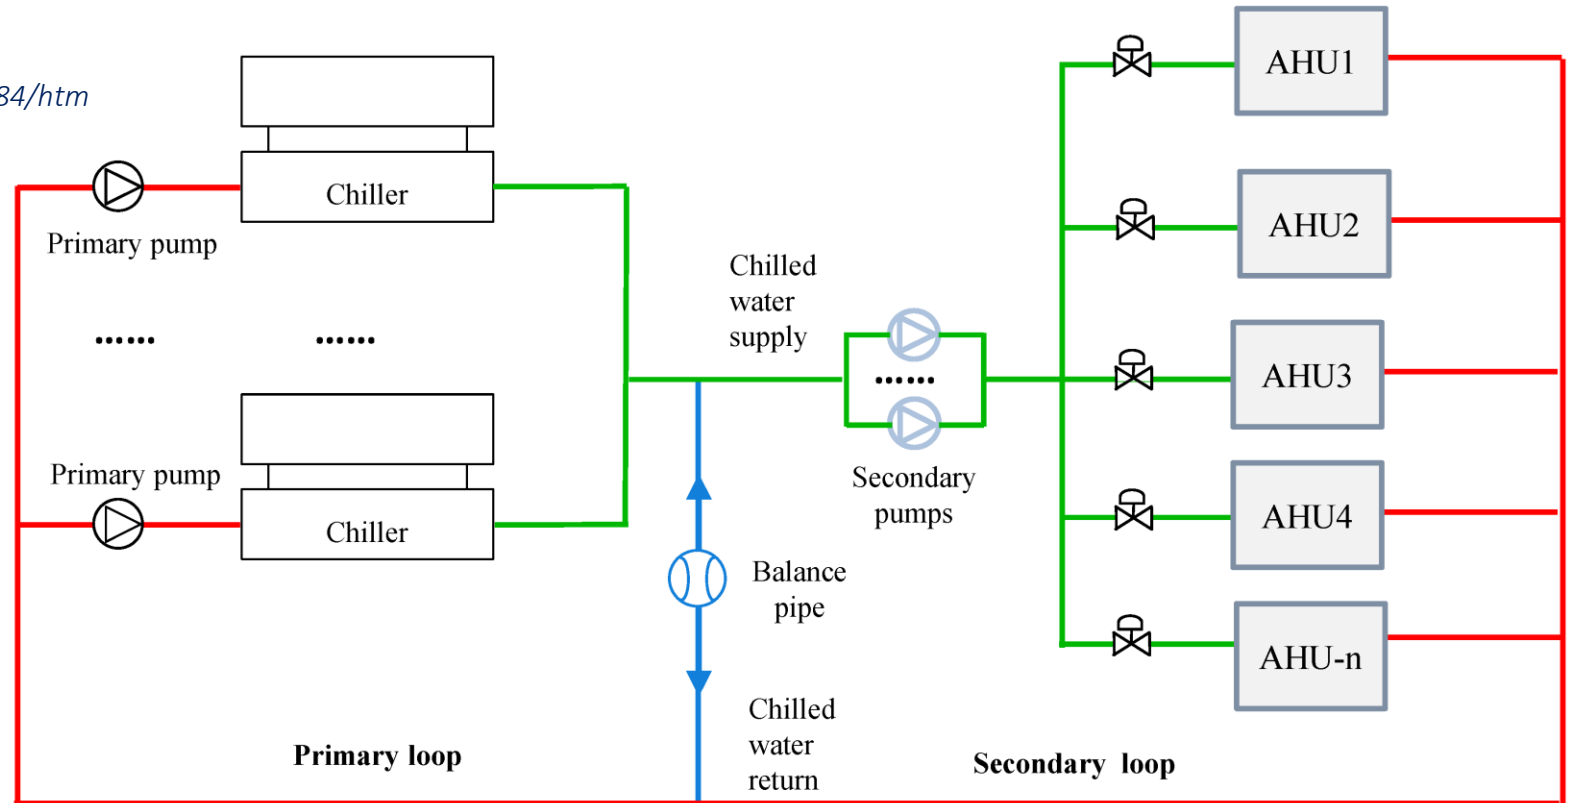 84/htm
Chiller
Primary pump
......
......
Primary pump
Chiller
Chilled
water
supply
......
Secondary
pumps
Balance
pipe
Chilled
water
return
Primary loop
Secondary loop
AHU1
AHU2
AHU3
AHU4
AHU-n